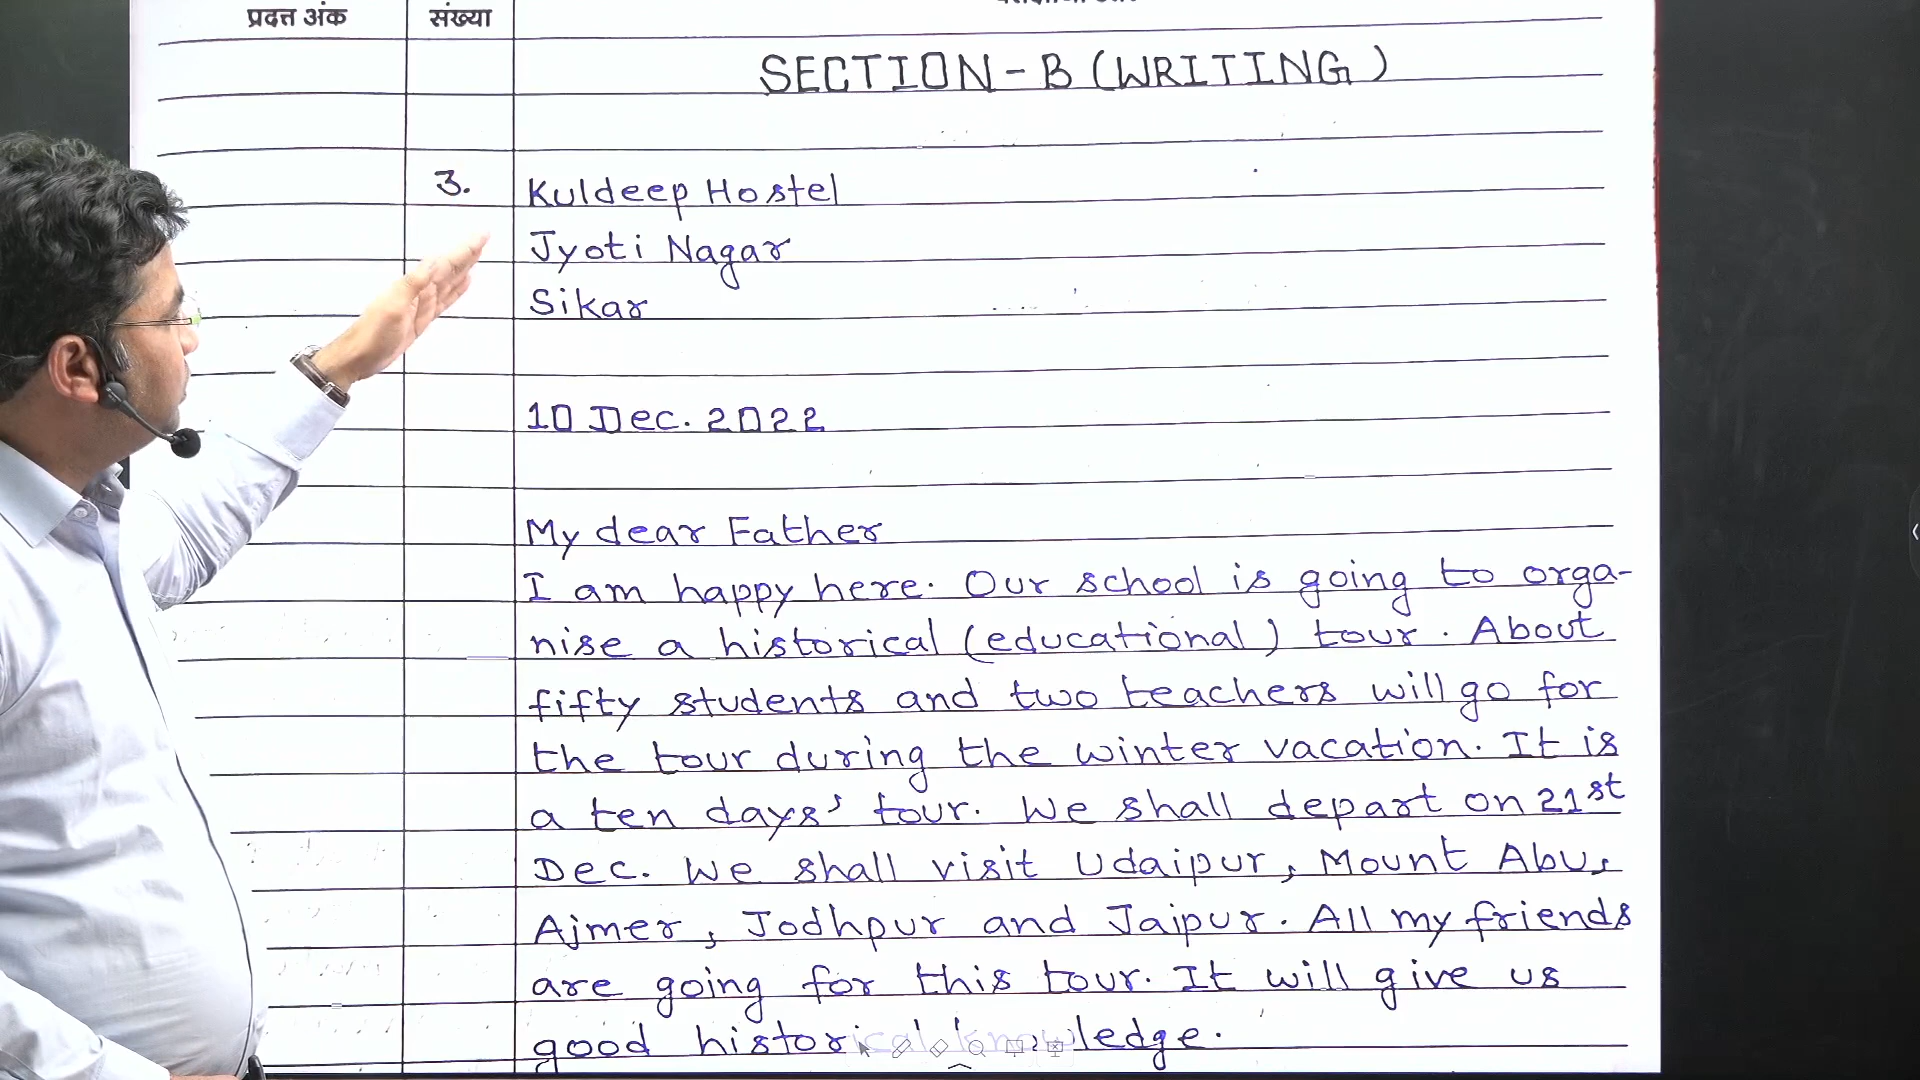 प्रदत्त अंक
संख्या
SECTION-B (WRITING)
3.
Kuldeep Hostel
Jyoti Nagar
Sikar
10 Dec. 2022
My dear Father
I am happy here. Our school is going to orga-
nise a historical (educational) tour. About
fifty students and two teachers will go for
the tour during the winter vacation. It is
a ten days' tour. We shall depart on 21st
Dec. We shall visit Udaipur, Mount Abu,
Ajmer, Jodhpur and Jaipur. All my friends
are going for this tour. It will give us
good historical knowledge.